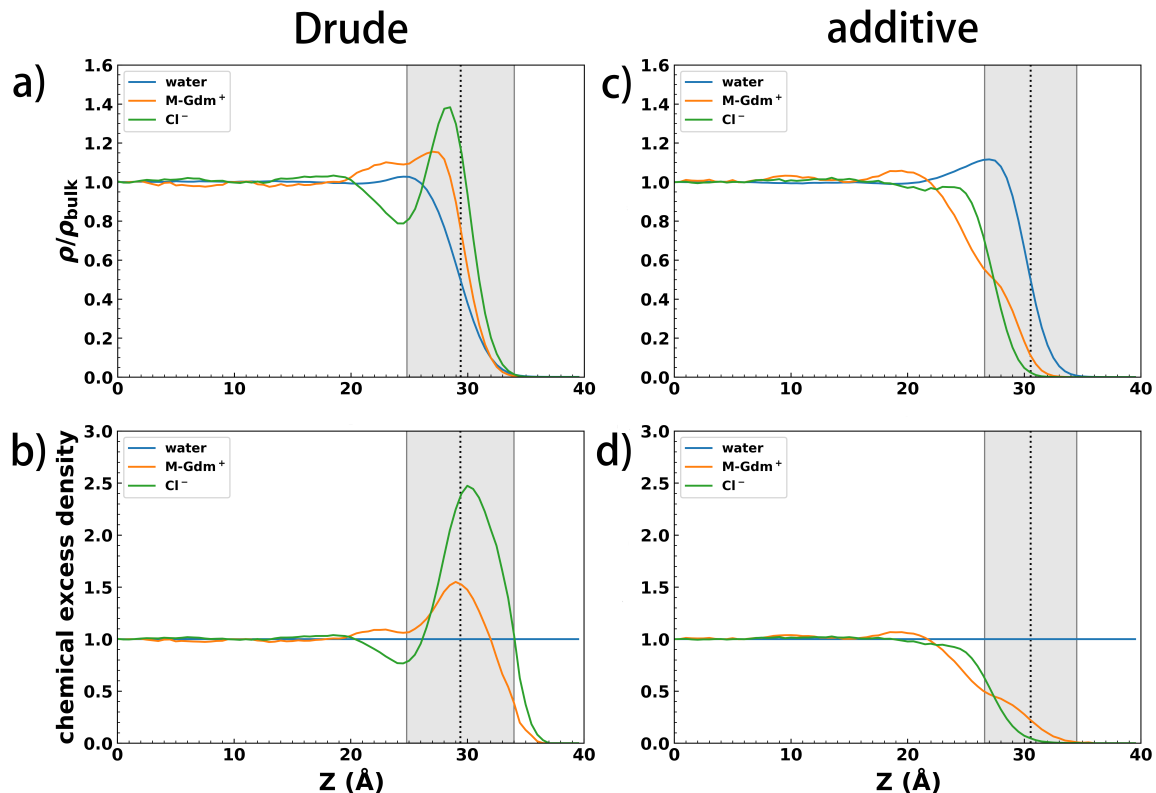 Drude
additive
a)
1.6
1.4
1.2
1.0
0.8
0.6
0.4
0.2
0.0
ρ/ρbulk
water
M-Gdm⁺
Cl⁻
0
10
20
30
40
c)
1.6
1.4
1.2
1.0
0.8
0.6
0.4
0.2
0.0
water
M-Gdm⁺
Cl⁻
0
10
20
30
40
b)
3.0
2.5
2.0
1.5
1.0
0.5
0.0
chemical excess density
water
M-Gdm⁺
Cl⁻
0
10
20
30
40
Z (Å)
d)
3.0
2.5
2.0
1.5
1.0
0.5
0.0
water
M-Gdm⁺
Cl⁻
0
10
20
30
40
Z (Å)